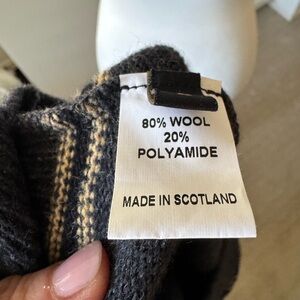 80% WOOL
20%
POLYAMIDE
MADE IN SCOTLAND